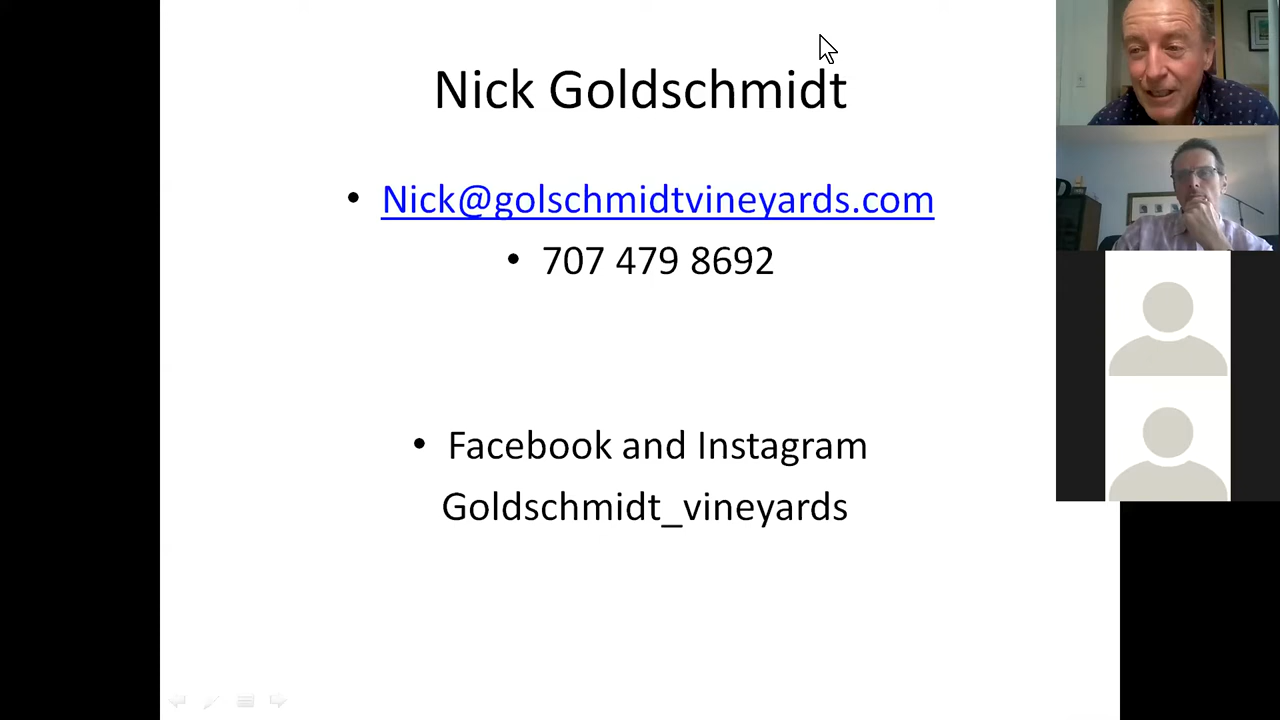 Nick Goldschmidt
• Nick@golschmidtvineyards.com
• 707 479 8692
• Facebook and Instagram
Goldschmidt_vineyards